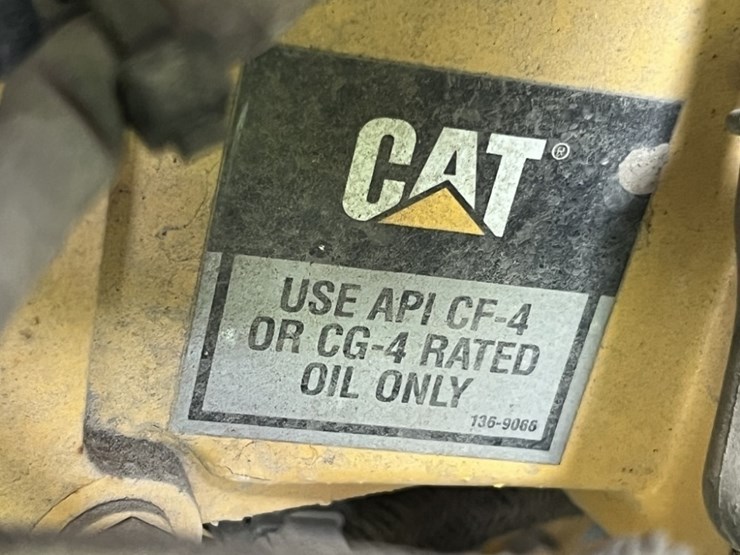 CAT®
USE API CF-4
OR CG-4 RATED
OIL ONLY
136-9066